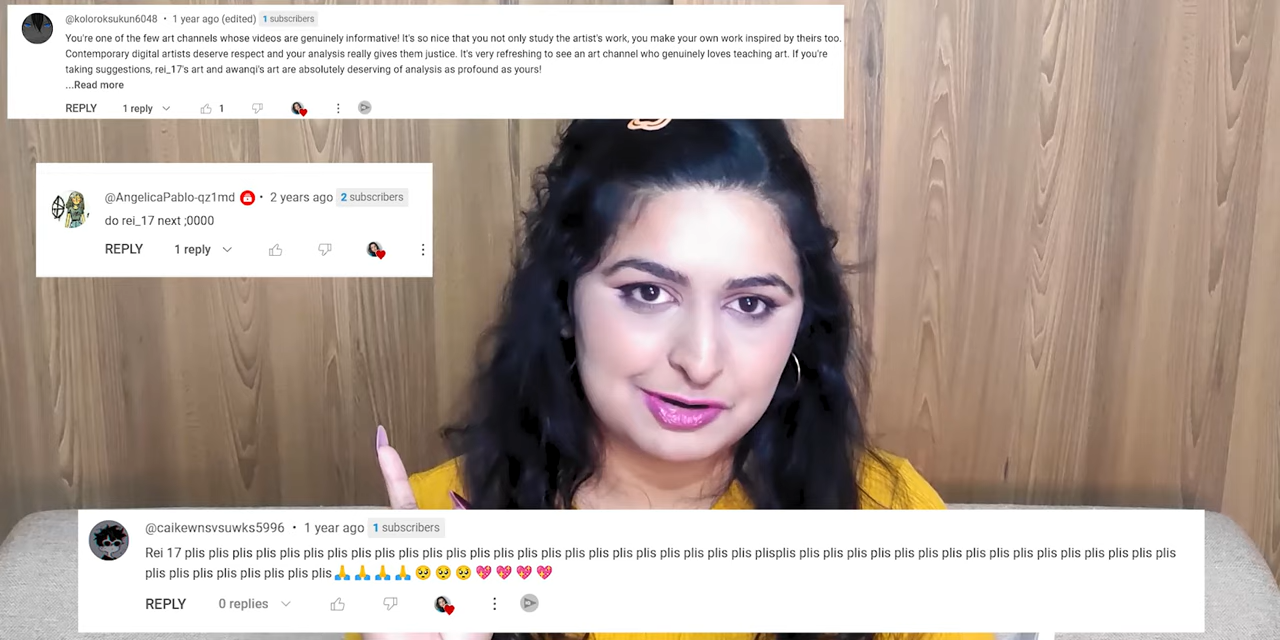 @koloroksukun6048 • 1 year ago (edited) 1 subscribers
You're one of the few art channels whose videos are genuinely informative! It's so nice that you not only study the artist's work, you make your own work inspired by theirs too.
Contemporary digital artists deserve respect and your analysis really gives them justice. It's very refreshing to see an art channel who genuinely loves teaching art. If you're
taking suggestions, rei_17's art and awanqi's art are absolutely deserving of analysis as profound as yours!
...Read more
REPLY 1 reply 1
@AngelicaPablo-qz1md • 2 years ago 2 subscribers
do rei_17 next ;0000
REPLY 1 reply
@caikewnsvsuwks5996 • 1 year ago 1 subscribers
Rei 17 plis plis plis plis plis plis plis plis plis plis plis plis plis plis plis plis plis plis plis plis plis plis plis plis plisplis plis plis plis plis plis plis plis plis plis plis plis plis plis plis plis plis
plis plis plis plis plis plis plis plis🙏🙏🙏🙏🥺🥺🥺💖💖💖💖
REPLY 0 replies